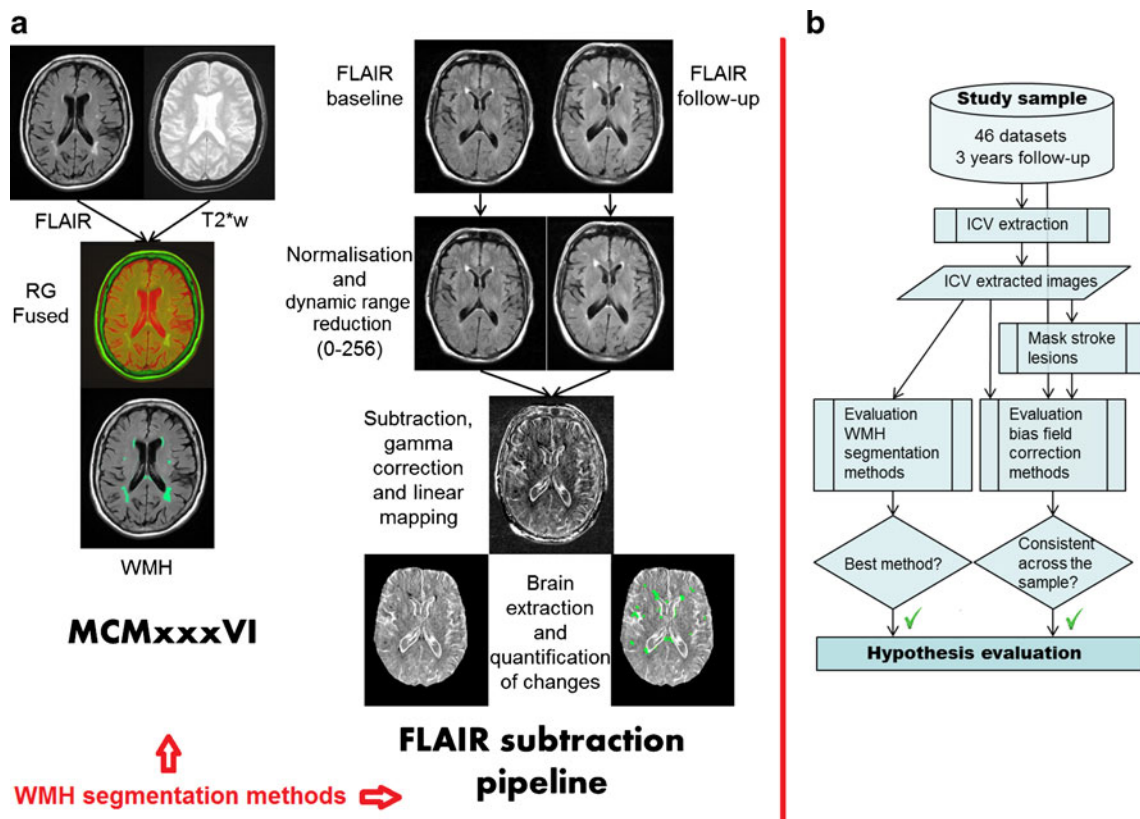 a
FLAIR
T2*w
RG
Fused
WMH
MCMxxxVI
FLAIR
baseline
FLAIR
follow-up
Normalisation
and
dynamic range
reduction
(0-256)
Subtraction,
gamma
correction
and linear
mapping
Brain
extraction
and
quantification
of changes
FLAIR subtraction
pipeline
WMH segmentation methods
b
Study sample
46 datasets
3 years follow-up
ICV extraction
ICV extracted images
Mask stroke
lesions
Evaluation
WMH
segmentation
methods
Evaluation
bias field
correction
methods
Best method?
Consistent
across the
sample?
Hypothesis evaluation